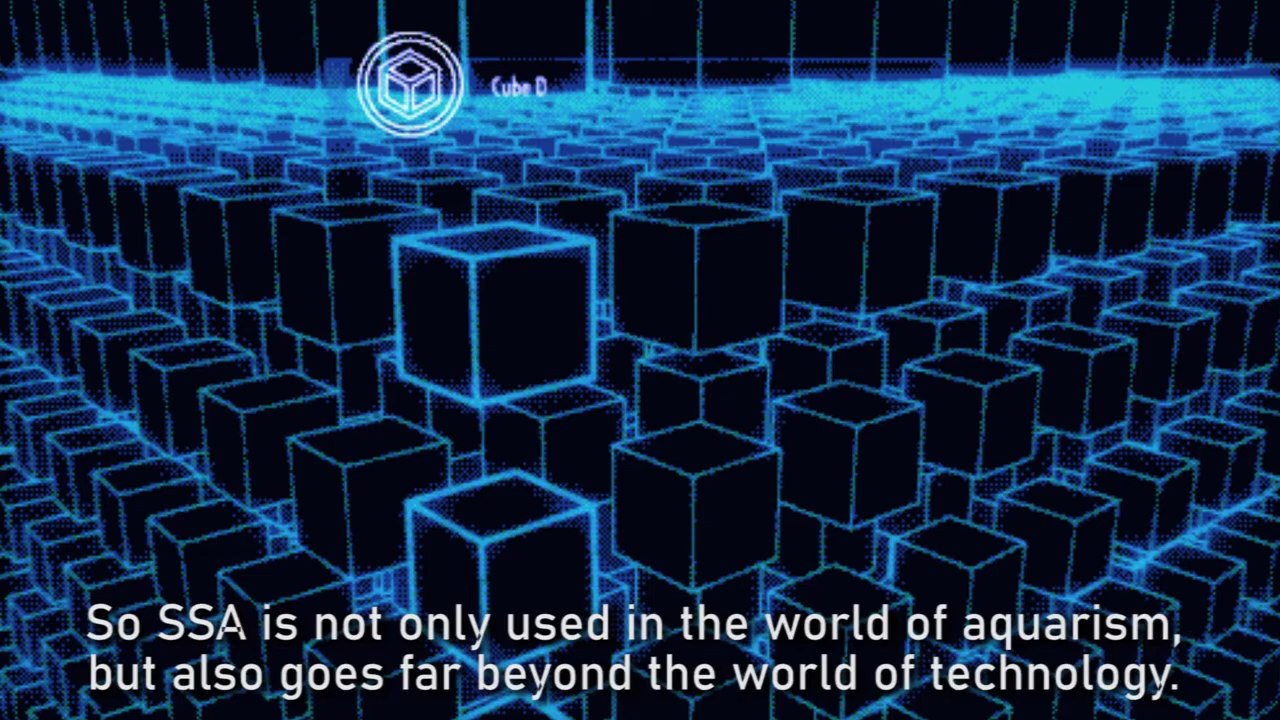 Cube D
So SSA is not only used in the world of aquarism,
but also goes far beyond the world of technology.